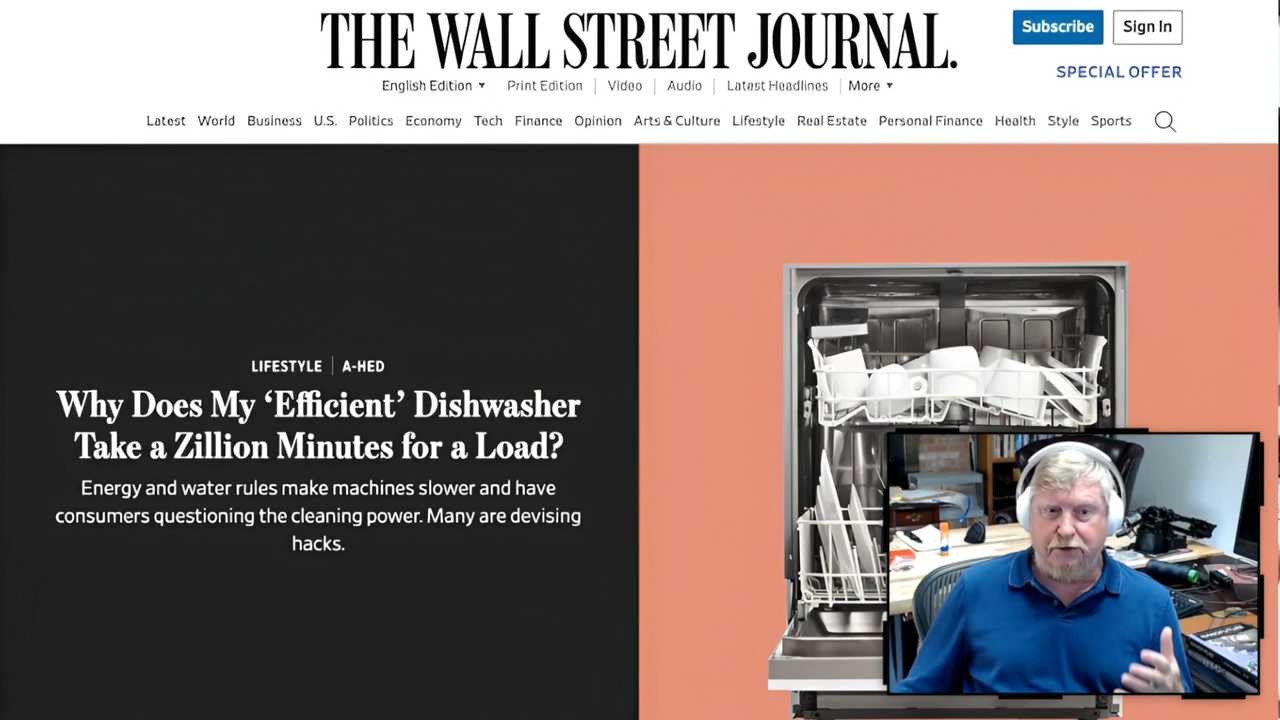 THE WALL STREET JOURNAL.
Subscribe
Sign In
SPECIAL OFFER
English Edition
Print Edition
Video
Audio
Latest Headlines
More
Latest
World
Business
U.S.
Politics
Economy
Tech
Finance
Opinion
Arts & Culture
Lifestyle
Real Estate
Personal Finance
Health
Style
Sports
LIFESTYLE
A-HED
Why Does My ‘Efficient’ Dishwasher
Take a Zillion Minutes for a Load?
Energy and water rules make machines slower and have
consumers questioning the cleaning power. Many are devising
hacks.